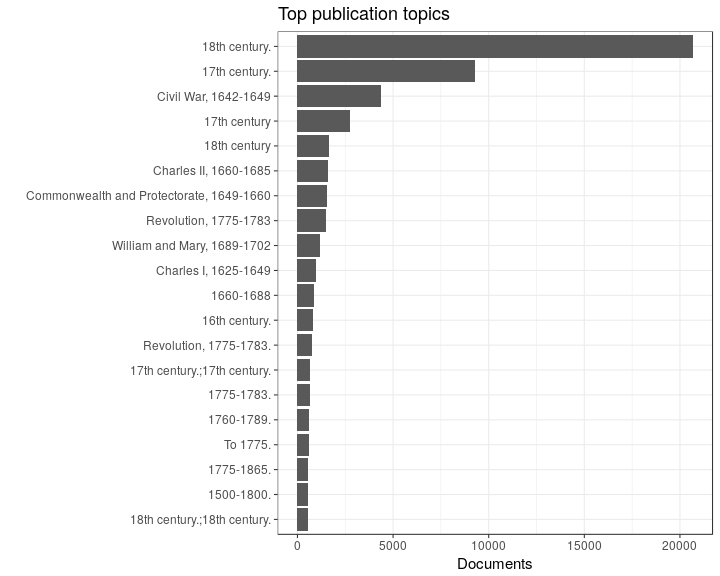 Top publication topics
18th century.
17th century.
Civil War, 1642-1649
17th century
18th century
Charles II, 1660-1685
Commonwealth and Protectorate, 1649-1660
Revolution, 1775-1783
William and Mary, 1689-1702
Charles I, 1625-1649
1660-1688
16th century.
Revolution, 1775-1783.
17th century.;17th century.
1775-1783.
1760-1789.
To 1775.
1775-1865.
1500-1800.
18th century.;18th century.
0 5000 10000 15000 20000
Documents